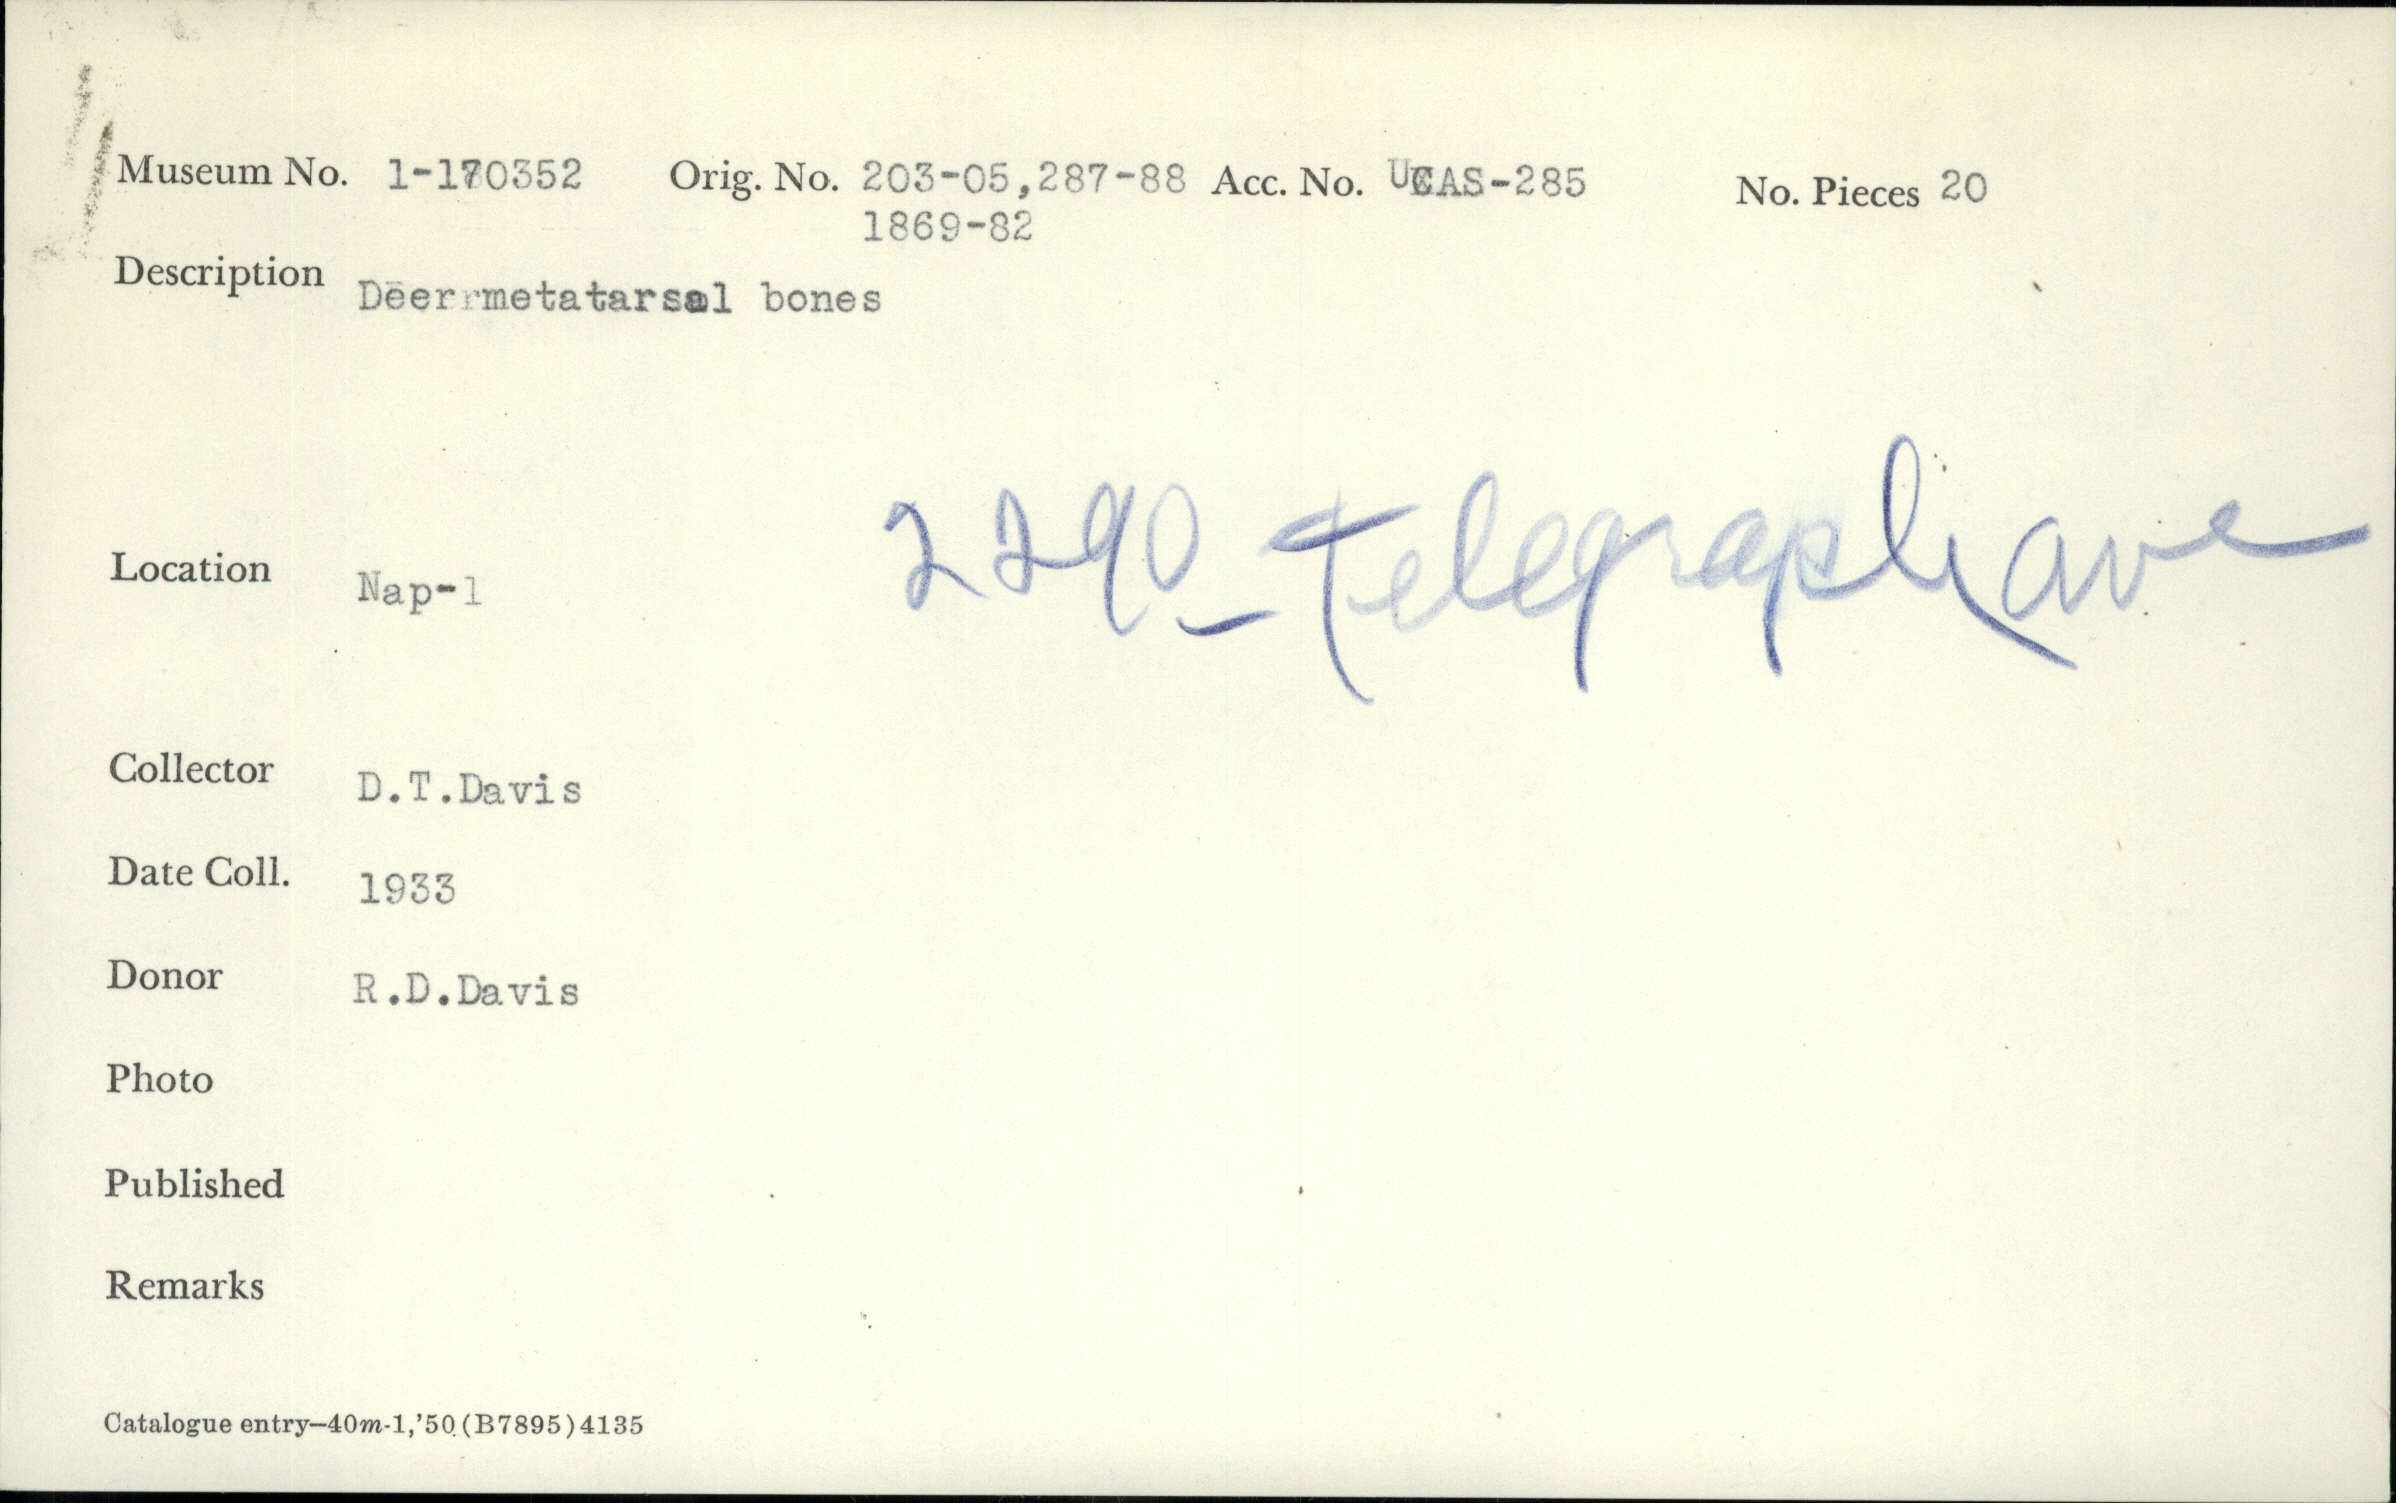 Museum No. 1-170352 Orig. No. 203-05,287-88 Acc. No. UCAS-285 No. Pieces 20
1869-82
Description Deer metatarsal bones
2290 Telegraph ave
Location Nap-1
Collector D.T.Davis
Date Coll. 1933
Donor R.D.Davis
Photo
Published
Remarks
Catalogue entry—40m-1,'50 (B7895) 4135